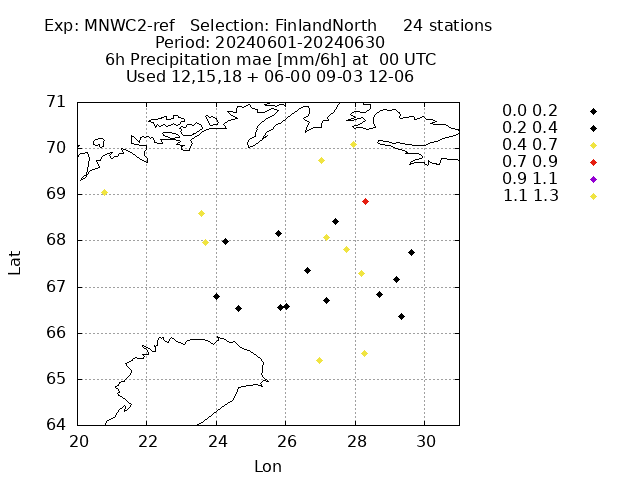 Exp: MNWC2-ref   Selection: FinlandNorth     24 stations
Period: 20240601-20240630
6h Precipitation mae [mm/6h] at  00 UTC
Used 12,15,18 + 06-00 09-03 12-06
0.0 0.2
0.2 0.4
0.4 0.7
0.7 0.9
0.9 1.1
1.1 1.3
71
70
69
68
67
66
65
64
Lat
20 22 24 26 28 30
Lon